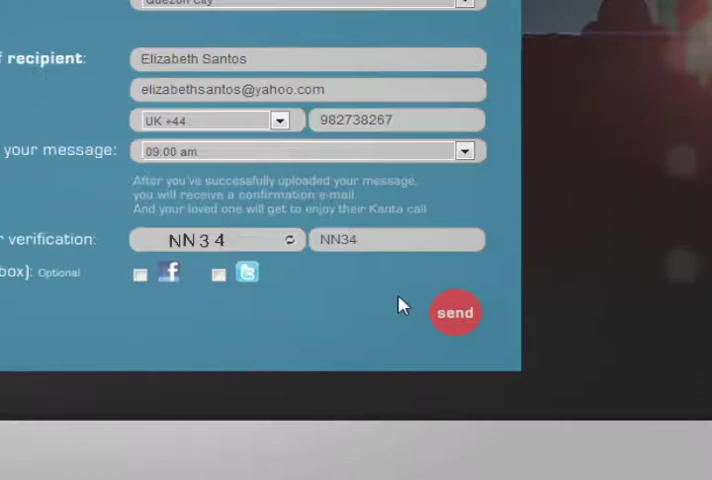 Quezon City
f recipient:
Elizabeth Santos
elizabethsantos@yahoo.com
UK +44
982738267
your message:
09:00 am
After you've successfully uploaded your message,
you will receive a confirmation e-mail
And your loved one will get to enjoy their Kanta call
r verification:
NN34
NN34
box]: Optional
f
t
send